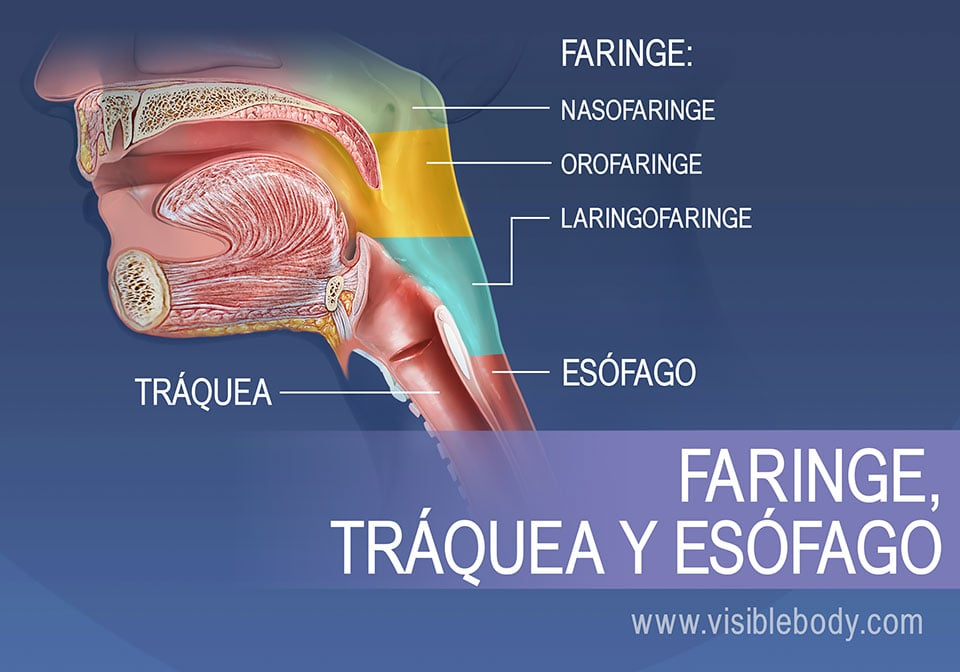 FARINGE:
NASOFARINGE
OROFARINGE
LARINGOFARINGE
ESÓFAGO
TRÁQUEA
FARINGE,
TRÁQUEA Y ESÓFAGO
www.visiblebody.com